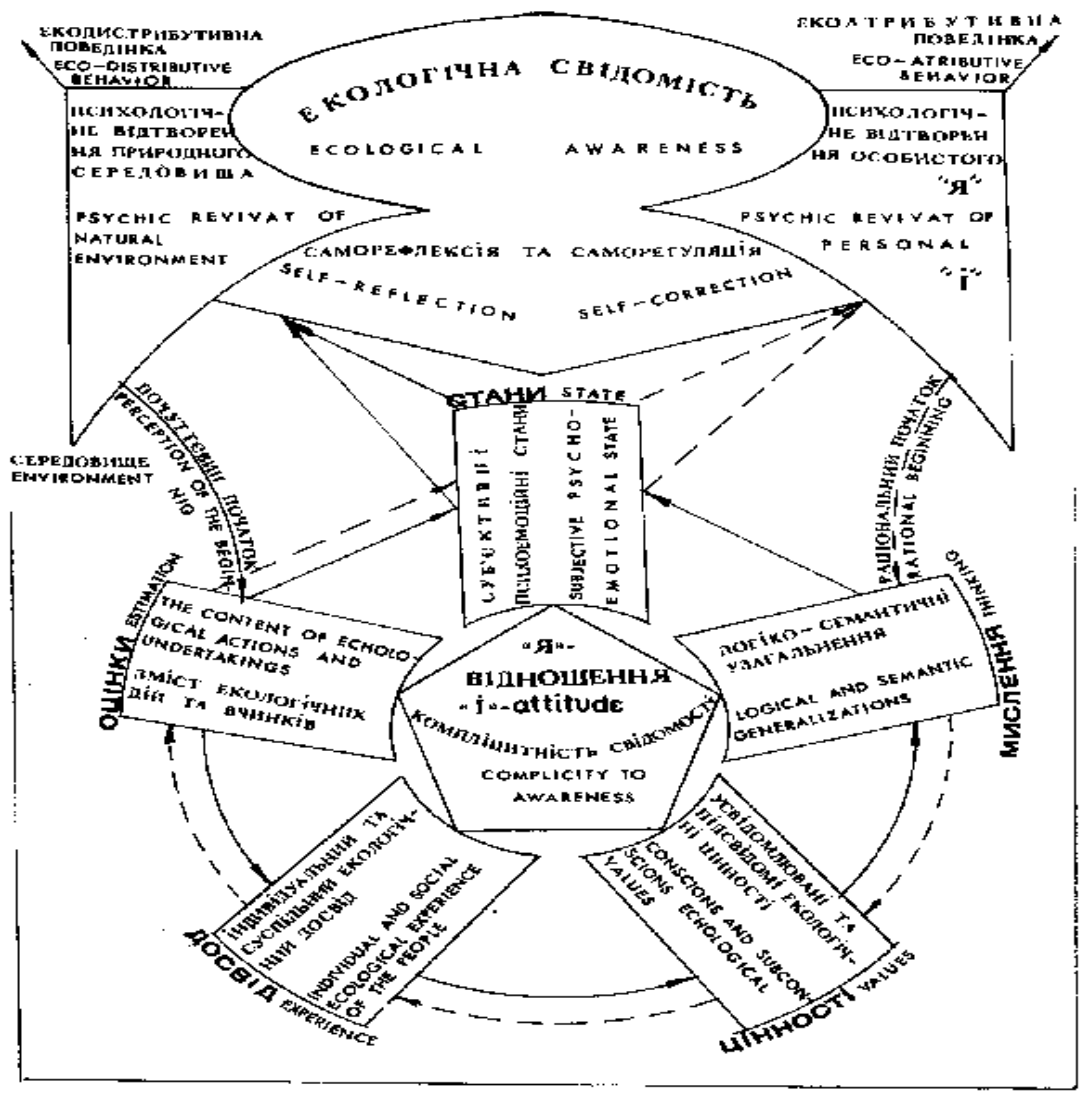 ЕКОДИСТРИБУТИВНА
ПОВЕДІНКА
ECO-DISTRIBUTIVE
BEHAVIOR
ЕКОАТРИБУТИВНА
ПОВЕДІНКА
ECO-ATRIBUTIVE
BEHAVIOR
ЕКОЛОГІЧНА СВІДОМІСТЬ
ECOLOGICAL AWARENESS
ПСИХОЛОГІЧ-
НЕ ВІДТВОРЕН
НЯ ПРИРОДНОГО
СЕРЕДОВИЩА
PSYCHIC REVIVAT OF
NATURAL
ENVIRONMENT
ПСИХОЛОГІЧ-
НЕ ВІДТВОРЕН
НЯ ОСОБИСТОГО
"Я"
PSYCHIC REVIVAT OF
PERSONAL
"i"
САМОРЕФЛЕКСІЯ ТА САМОРЕГУЛЯЦІЯ
SELF-REFLECTION SELF-CORRECTION
СТАНИ STATE
СУБ'ЄКТИВНІ
ПСИХОЕМОЦІЙНІ СТАНИ
SUBJECTIVE PSYCHO-
EMOTIONAL STATE
СЕРЕДОВИЩЕ
ENVIRONMENT
ПОЧУТТЄВИЙ ПОЧАТОК
PERCEPTION OF THE BEGIN
NIG
РАЦІОНАЛЬНИЙ ПОЧАТОК
RATIONAL BEGINNING
ОЦІНКИ ESTIMATION
THE CONTENT OF ECHOLO-
GICAL ACTIONS AND
UNDERTAKINGS
ЗМІСТ ЕКОЛОГІЧНИХ
ДІЙ ТА ВЧИНКІВ
«Я»-
ВІДНОШЕННЯ
«i»-attitude
КОМПЛІЦИТНІСТЬ СВІДОМОСТІ
COMPLICITY TO
AWARENESS
ЛОГІКО-СЕМАНТИЧНІ
УЗАГАЛЬНЕННЯ
LOGICAL AND SEMANTIC
GENERALIZATIONS
МИСЛЕННЯ THINKING
ІНДИВІДУАЛЬНИЙ ТА
СУСПІЛЬНИЙ ЕКОЛОГІЧ-
НИЙ ДОСВІД
INDIVIDUAL AND SOCIAL
ECOLOGICAL EXPERIENCE
OF THE PEOPLE
ДОСВІД EXPERIENCE
УСВІДОМЛЮВАНІ ТА
ПІДСВІДОМІ ЕКОЛОГІЧ-
НІ ЦІННОСТІ
CONSCIONS AND SUBCON-
SCIONS ECHOLOGICAL
VALUES
ЦІННОСТІ VALUES